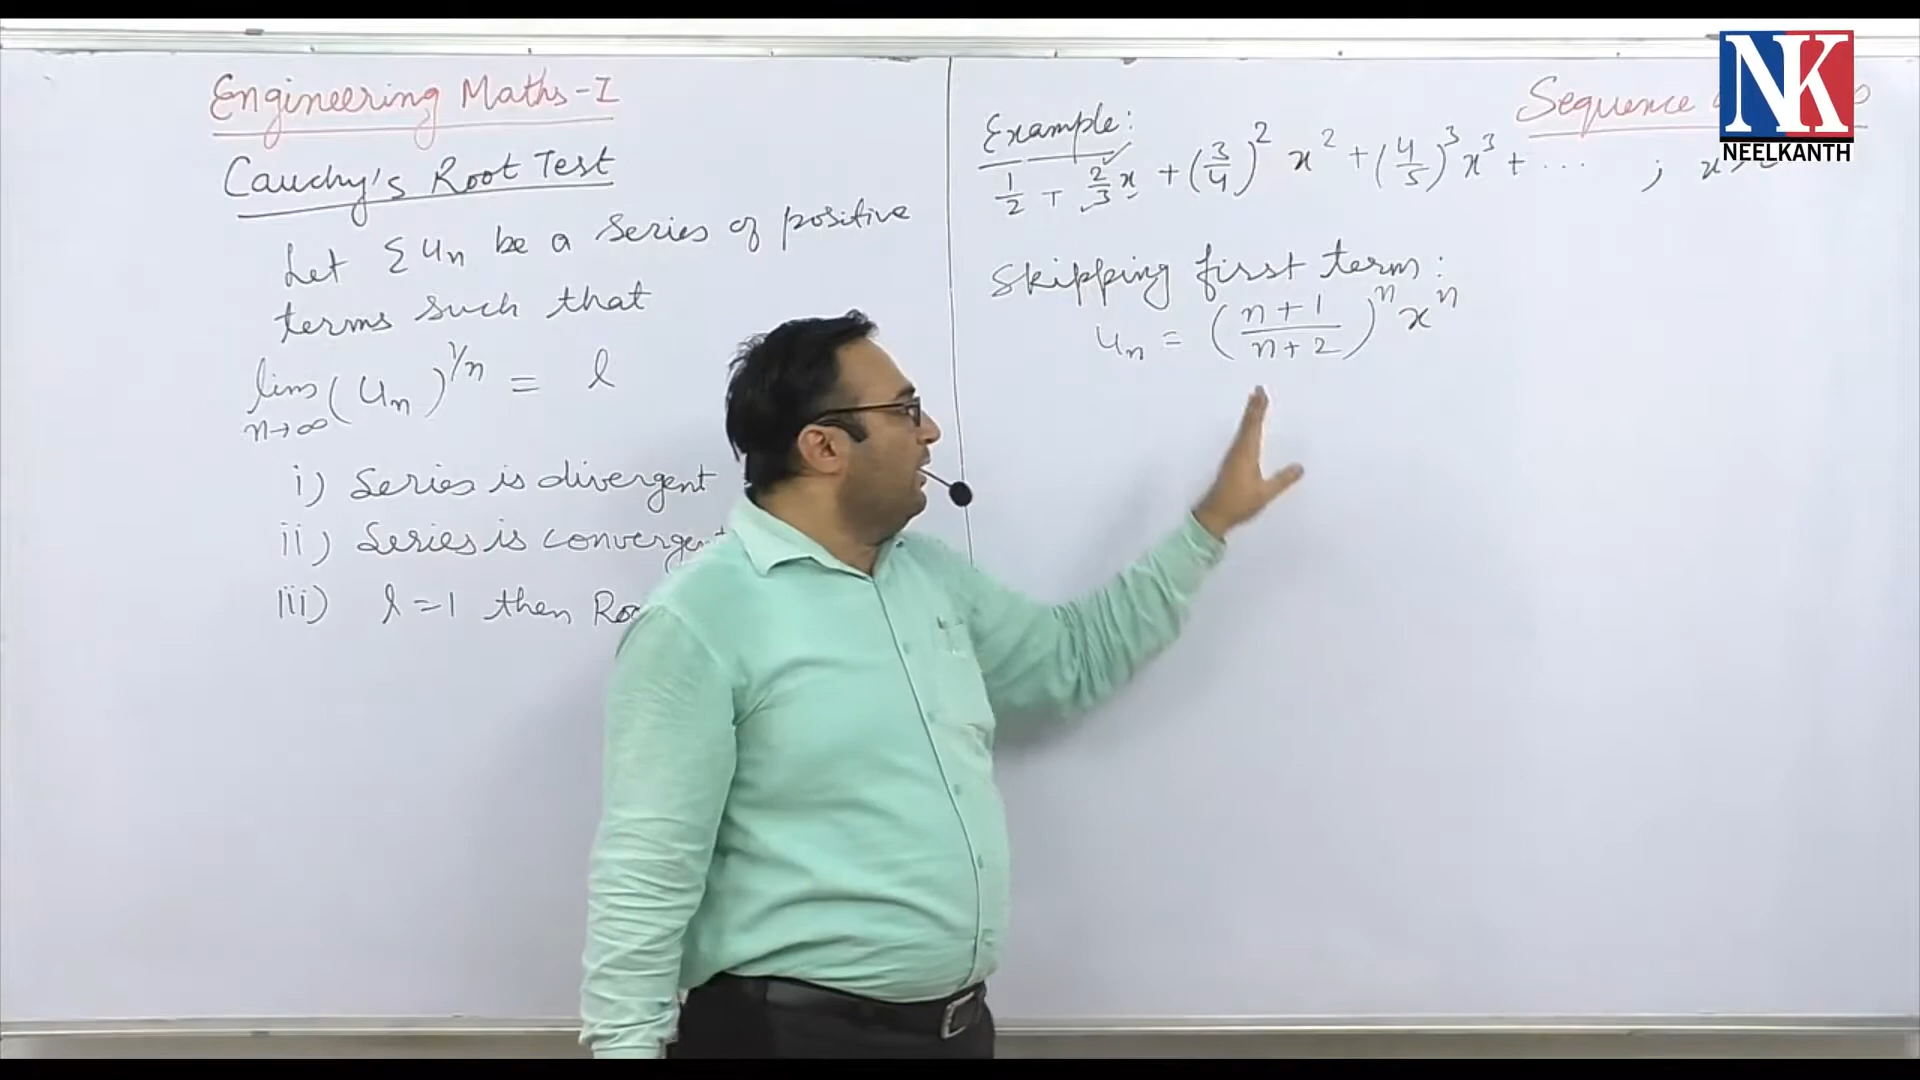 Engineering Maths-I
Cauchy's Root Test
Let Σ un be a series of positive
terms such that
lim n→∞ (un)^1/n = l
i) Series is divergent
ii) Series is convergent
iii) l = 1 then
Example:
1/2 + 2/3 x + (3/4)^2 x^2 + (4/5)^3 x^3 + ... ; x
Skipping first term:
un = (n+1/n+2)^n x^n
Sequence
NK
NEELKANTH